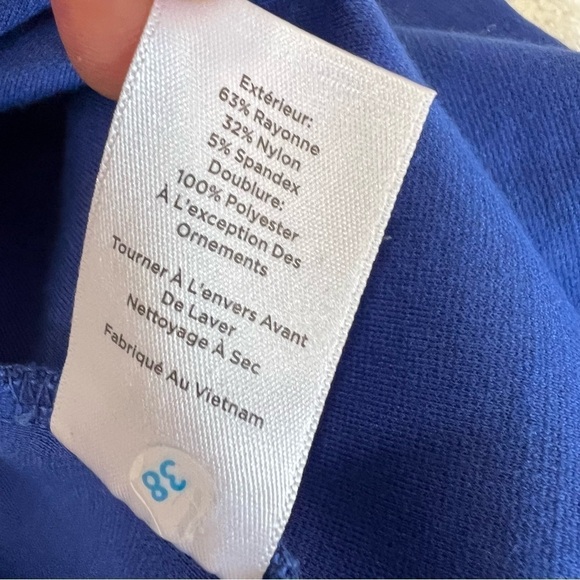 Extérieur:
63% Rayonne
32% Nylon
5% Spandex
Doublure:
100% Polyester
À L'exception Des
Ornements
Tourner À L'envers Avant
De Laver
Nettoyage À Sec
Fabriqué Au Vietnam
38